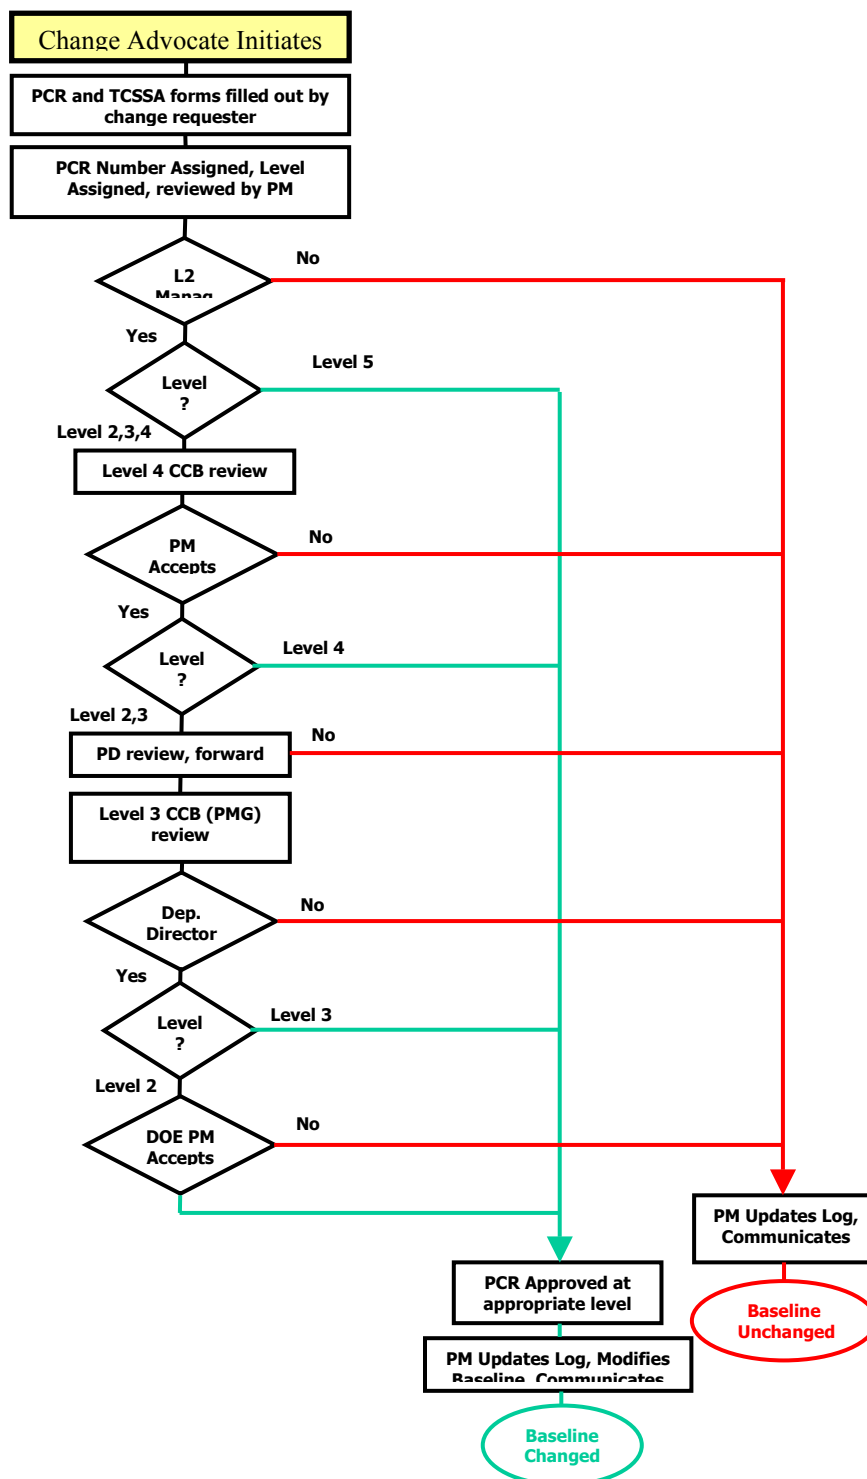 Change Advocate Initiates
PCR and TCSSA forms filled out by
change requester
PCR Number Assigned, Level
Assigned, reviewed by PM
L2
Manag
No
Yes
Level
?
Level 5
Level 2,3,4
Level 4 CCB review
PM
Accepts
No
Yes
Level
?
Level 4
Level 2,3
PD review, forward
No
Level 3 CCB (PMG)
review
Dep.
Director
No
Yes
Level
?
Level 3
Level 2
DOE PM
Accepts
No
PM Updates Log,
Communicates
PCR Approved at
appropriate level
Baseline
Unchanged
PM Updates Log, Modifies
Baseline, Communicates
Baseline
Changed